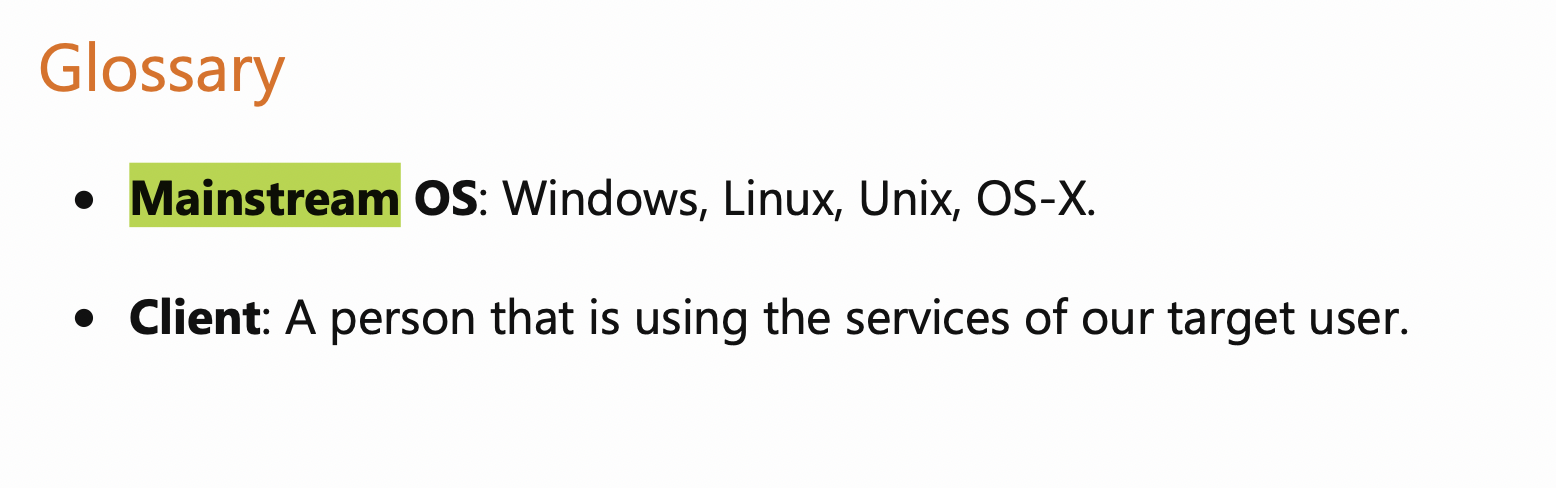 Glossary
• Mainstream OS: Windows, Linux, Unix, OS-X.
• Client: A person that is using the services of our target user.